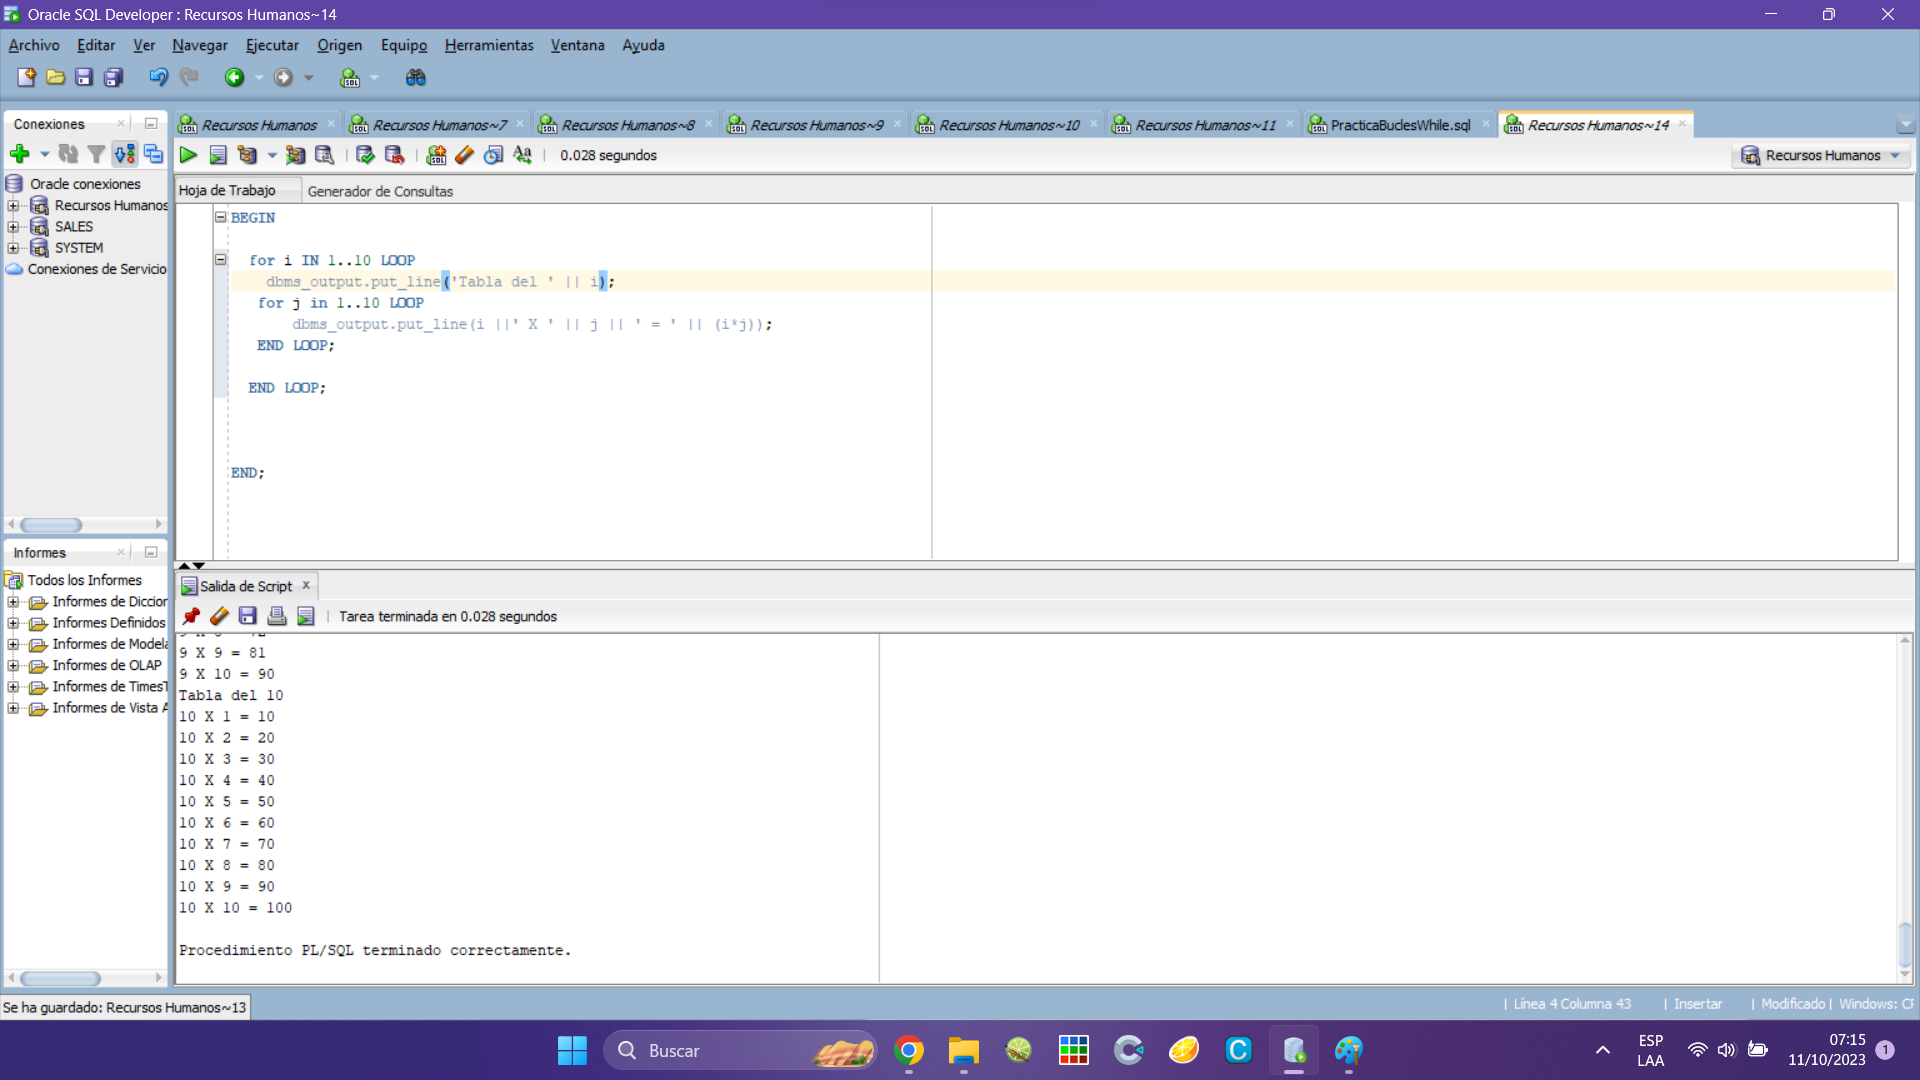 Oracle SQL Developer : Recursos Humanos~14
Archivo Editar Ver Navegar Ejecutar Origen Equipo Herramientas Ventana Ayuda
Conexiones
Recursos Humanos
Recursos Humanos~7
Recursos Humanos~8
Recursos Humanos~9
Recursos Humanos~10
Recursos Humanos~11
PracticaBuclesWhile.sql
Recursos Humanos~14
0.028 segundos
Recursos Humanos
Oracle conexiones
Recursos Humanos
SALES
SYSTEM
Conexiones de Servicio
Hoja de Trabajo
Generador de Consultas
BEGIN
for i IN 1..10 LOOP
dbms_output.put_line('Tabla del ' || i);
for j in 1..10 LOOP
dbms_output.put_line(i ||' X ' || j || ' = ' || (i*j));
END LOOP;
END LOOP;
END;
Informes
Todos los Informes
Informes de Diccion
Informes Definidos
Informes de Modela
Informes de OLAP
Informes de TimesT
Informes de Vista A
Salida de Script
Tarea terminada en 0.028 segundos
9 X 9 = 81
9 X 10 = 90
Tabla del 10
10 X 1 = 10
10 X 2 = 20
10 X 3 = 30
10 X 4 = 40
10 X 5 = 50
10 X 6 = 60
10 X 7 = 70
10 X 8 = 80
10 X 9 = 90
10 X 10 = 100
Procedimiento PL/SQL terminado correctamente.
Se ha guardado: Recursos Humanos~13
| Línea 4 Columna 43 | Insertar | Modificado | Windows: CF
Buscar
ESP
LAA
07:15
11/10/2023
1